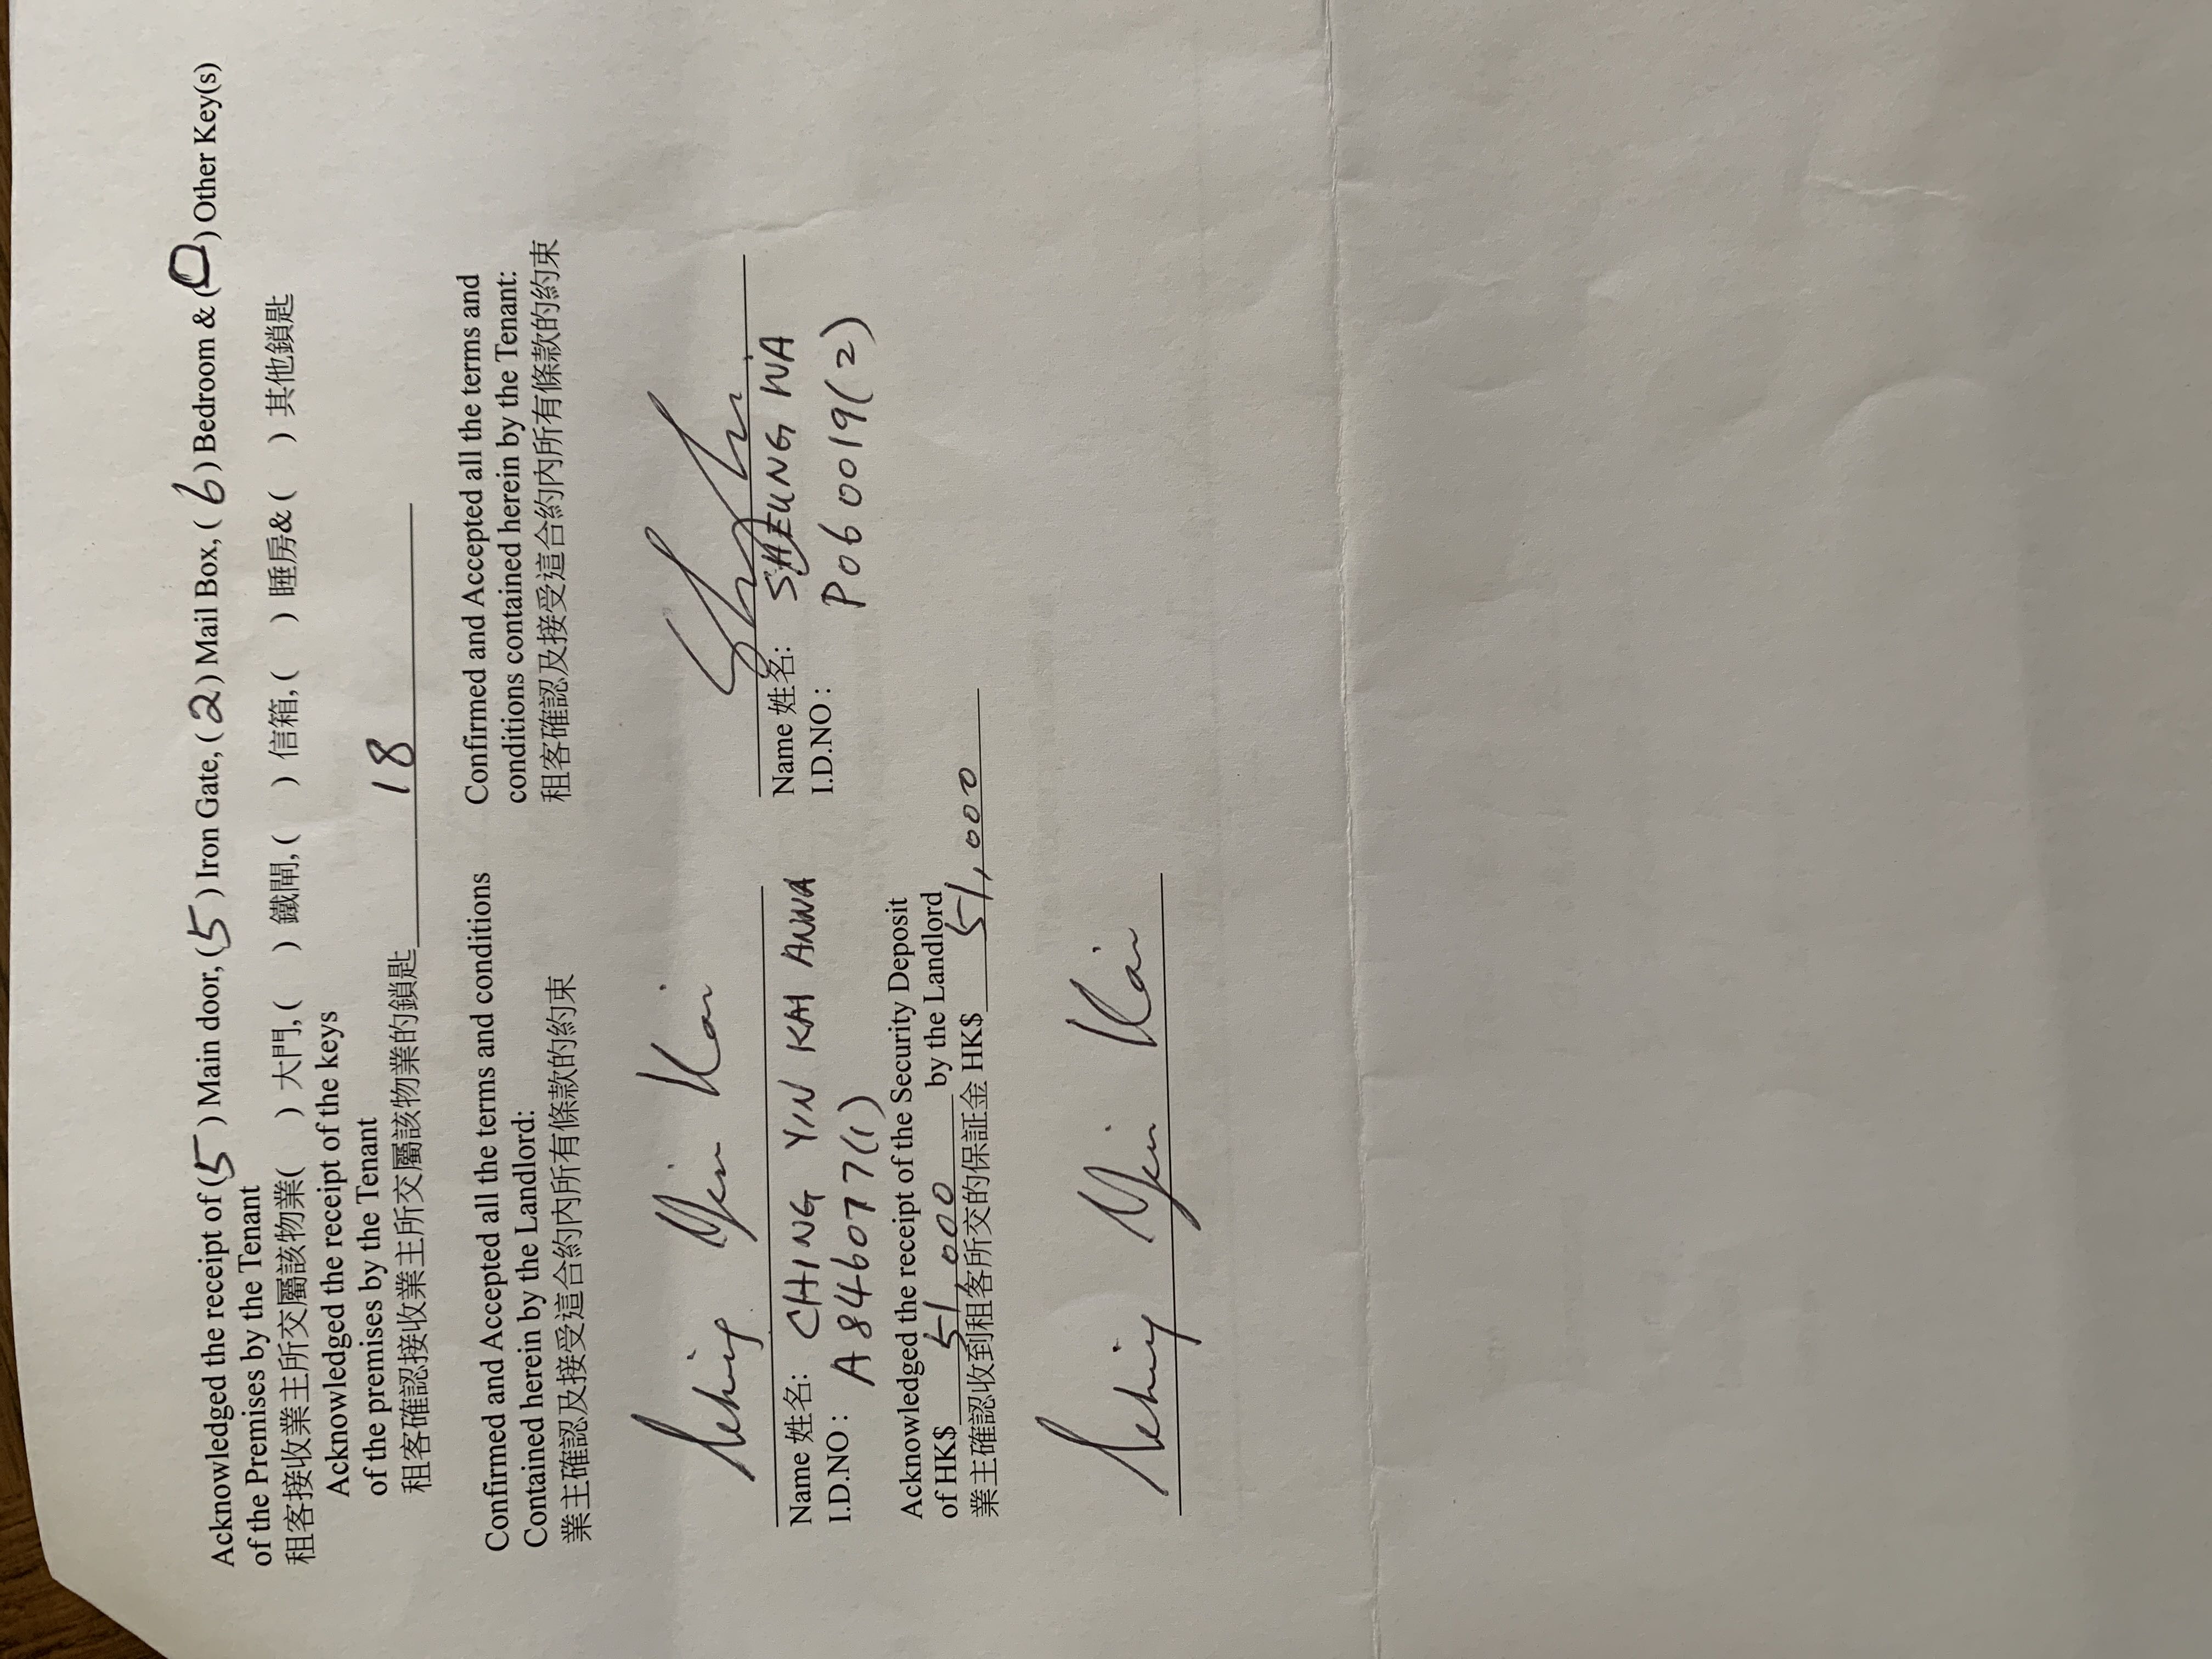 Acknowledged the receipt of (5) Main door, (5) Iron Gate, (2) Mail Box, (6) Bedroom & (0) Other Key(s)
of the Premises by the Tenant
租客接收業主所交屬該物業( ) 大門, ( ) 鐵閘, ( ) 信箱, ( ) 睡房&( ) 其他鎖匙
Acknowledged the receipt of the keys
of the premises by the Tenant
租客確認接收業主所交屬該物業的鎖匙 18
Confirmed and Accepted all the terms and conditions
Contained herein by the Landlord:
業主確認及接受這合約內所有條款的約束
Confirmed and Accepted all the terms and
conditions contained herein by the Tenant:
租客確認及接受這合約內所有條款的約束
Ching Yin Kai
Name 姓名: CHING YIN KAI ANNA
I.D.NO : A846077(1)
Name 姓名: SHEUNG WA
I.D.NO : P060019(2)
Acknowledged the receipt of the Security Deposit
of HK$ 51,000 by the Landlord
業主確認收到租客所交的保証金 HK$ 51,000
Ching Yin Kai